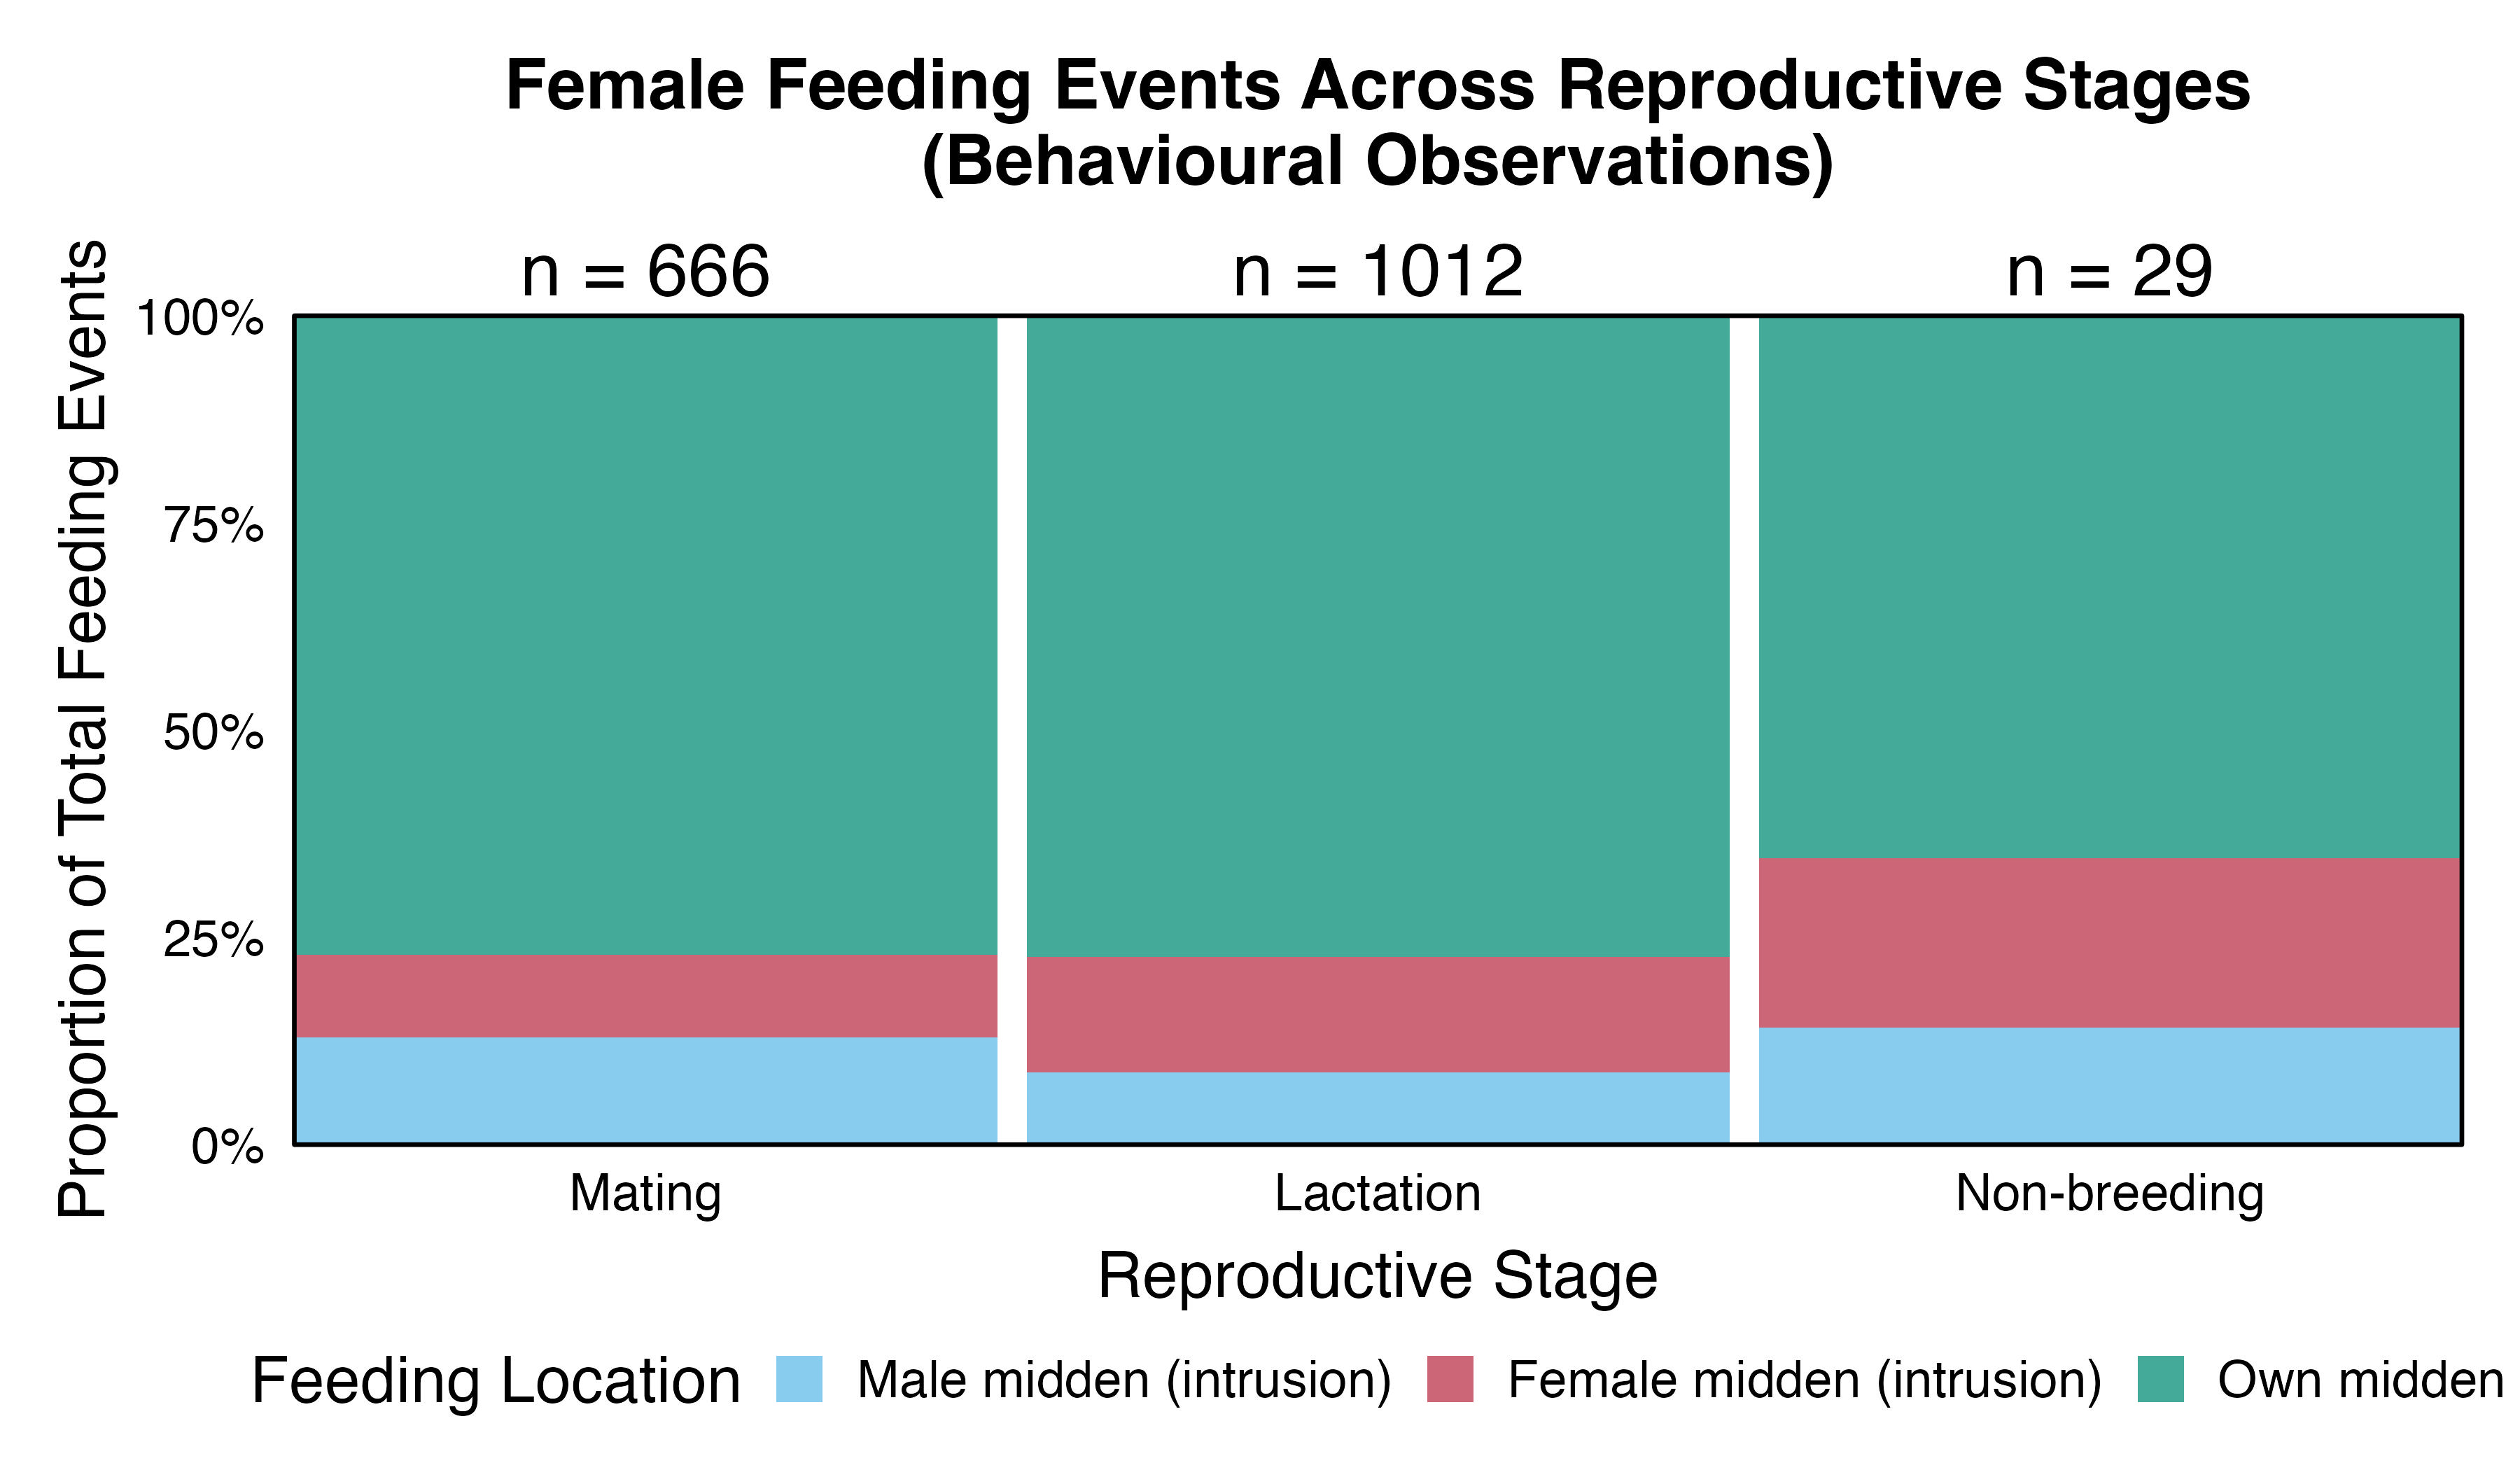 Female Feeding Events Across Reproductive Stages
(Behavioural Observations)
n = 666
n = 1012
n = 29
Proportion of Total Feeding Events
100%
75%
50%
25%
0%
Mating
Lactation
Non-breeding
Reproductive Stage
Feeding Location
Male midden (intrusion)
Female midden (intrusion)
Own midden